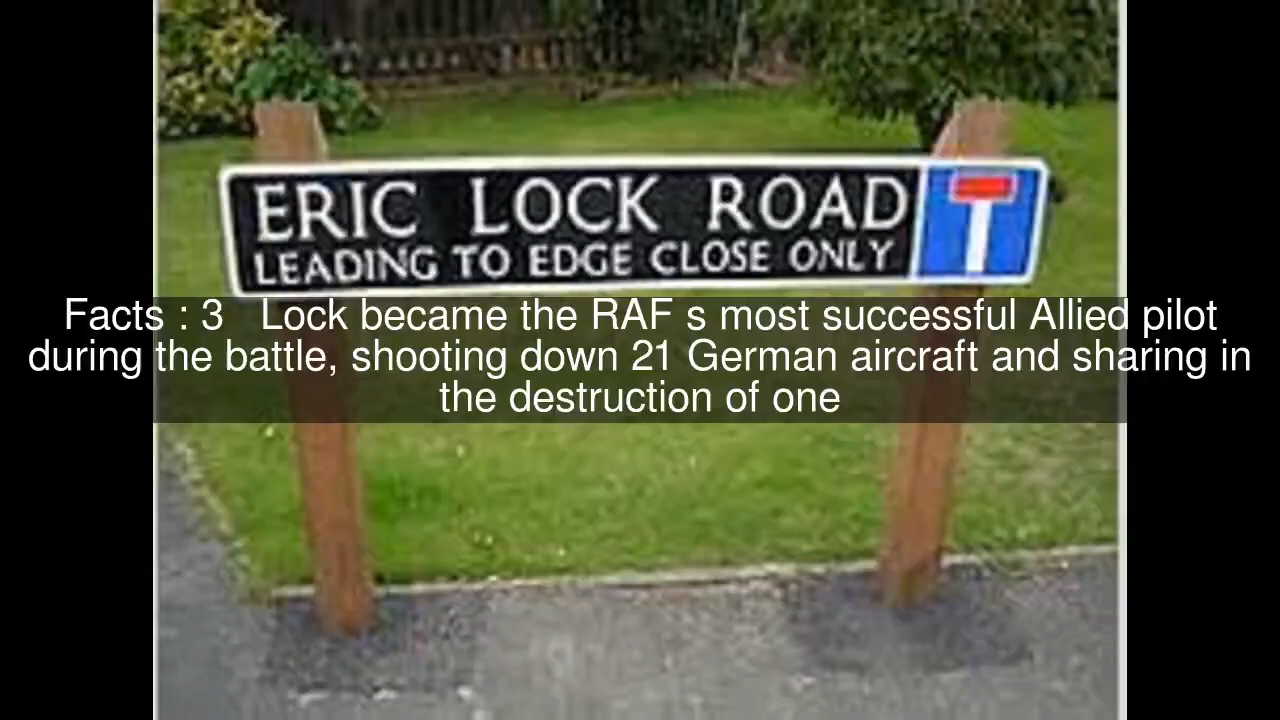 ERIC LOCK ROAD
LEADING TO EDGE CLOSE ONLY
Facts : 3 Lock became the RAF s most successful Allied pilot
during the battle, shooting down 21 German aircraft and sharing in
the destruction of one